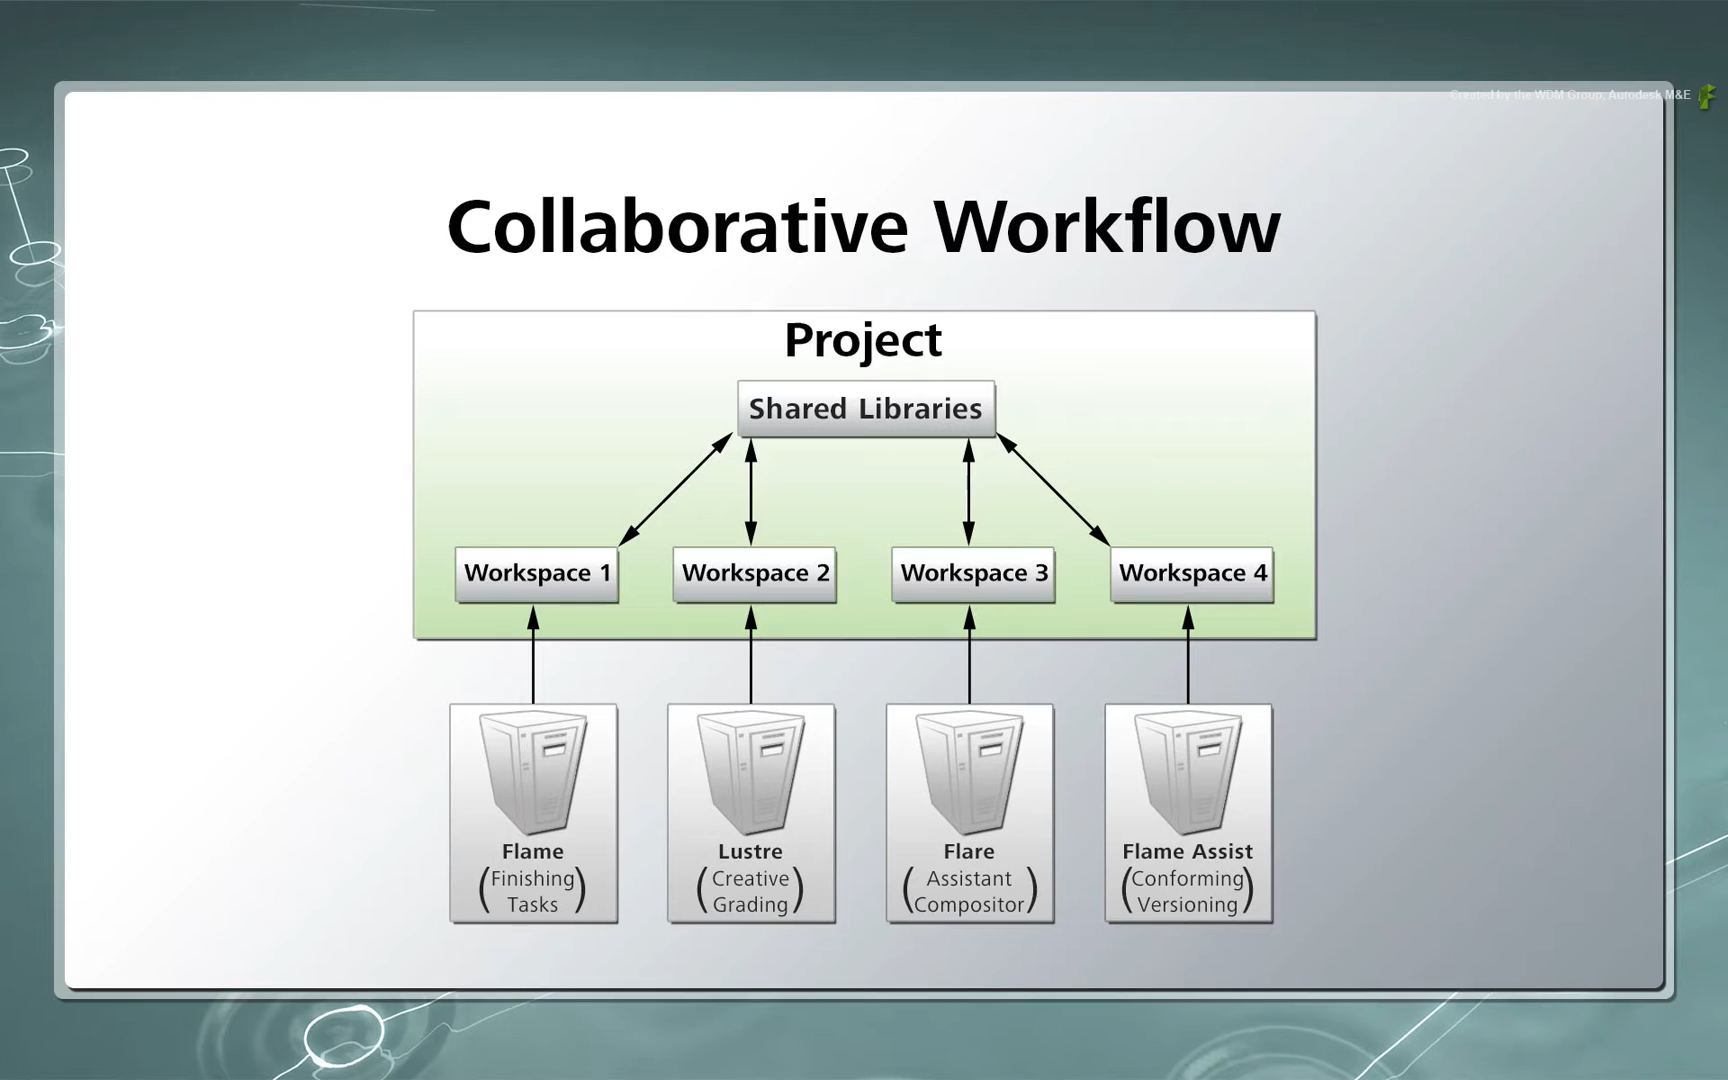 Created by the WDM Group, Autodesk M&E
Collaborative Workflow
Project
Shared Libraries
Workspace 1
Workspace 2
Workspace 3
Workspace 4
Flame
(Finishing
Tasks)
Lustre
(Creative
Grading)
Flare
(Assistant
Compositor)
Flame Assist
(Conforming
Versioning)